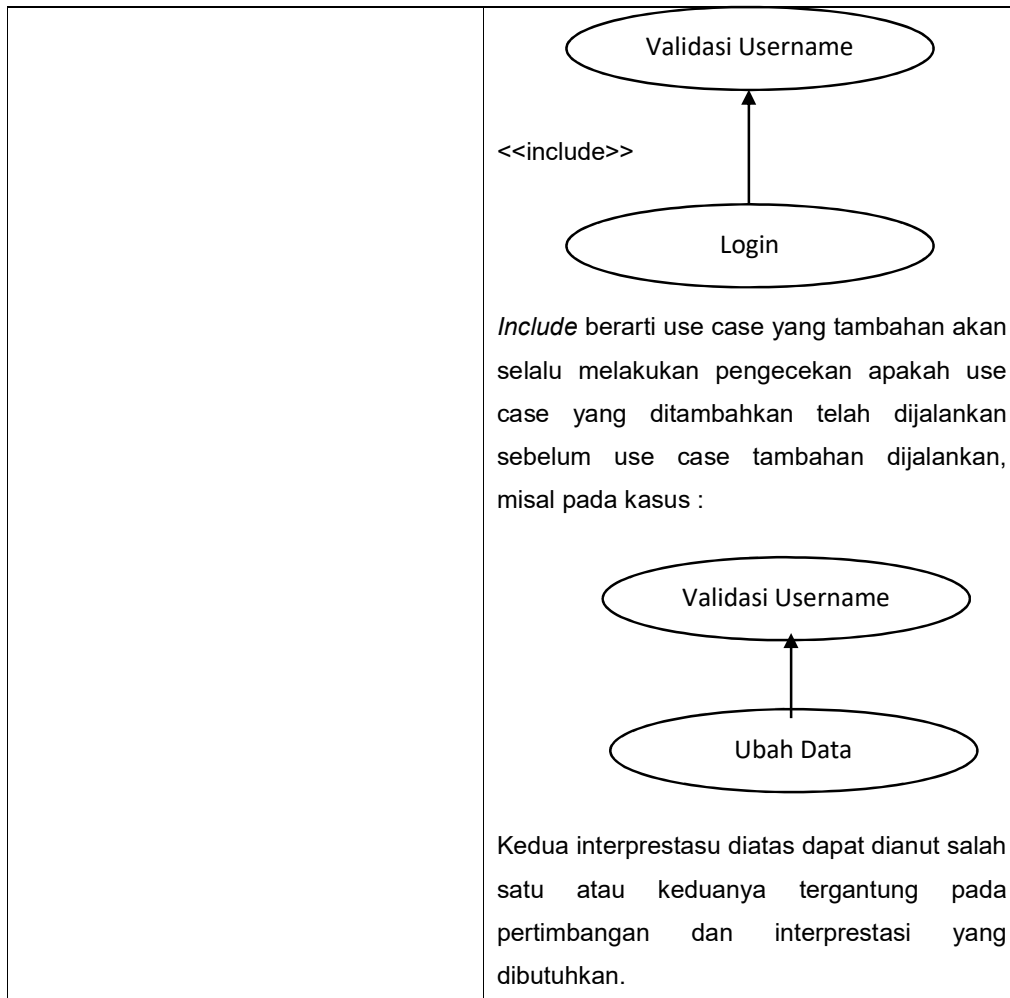 Validasi Username
<<include>>
Login
Include berarti use case yang tambahan akan
selalu melakukan pengecekan apakah use
case yang ditambahkan telah dijalankan
sebelum use case tambahan dijalankan,
misal pada kasus :
Validasi Username
Ubah Data
Kedua interprestasu diatas dapat dianut salah
satu atau keduanya tergantung pada
pertimbangan dan interprestasi yang
dibutuhkan.